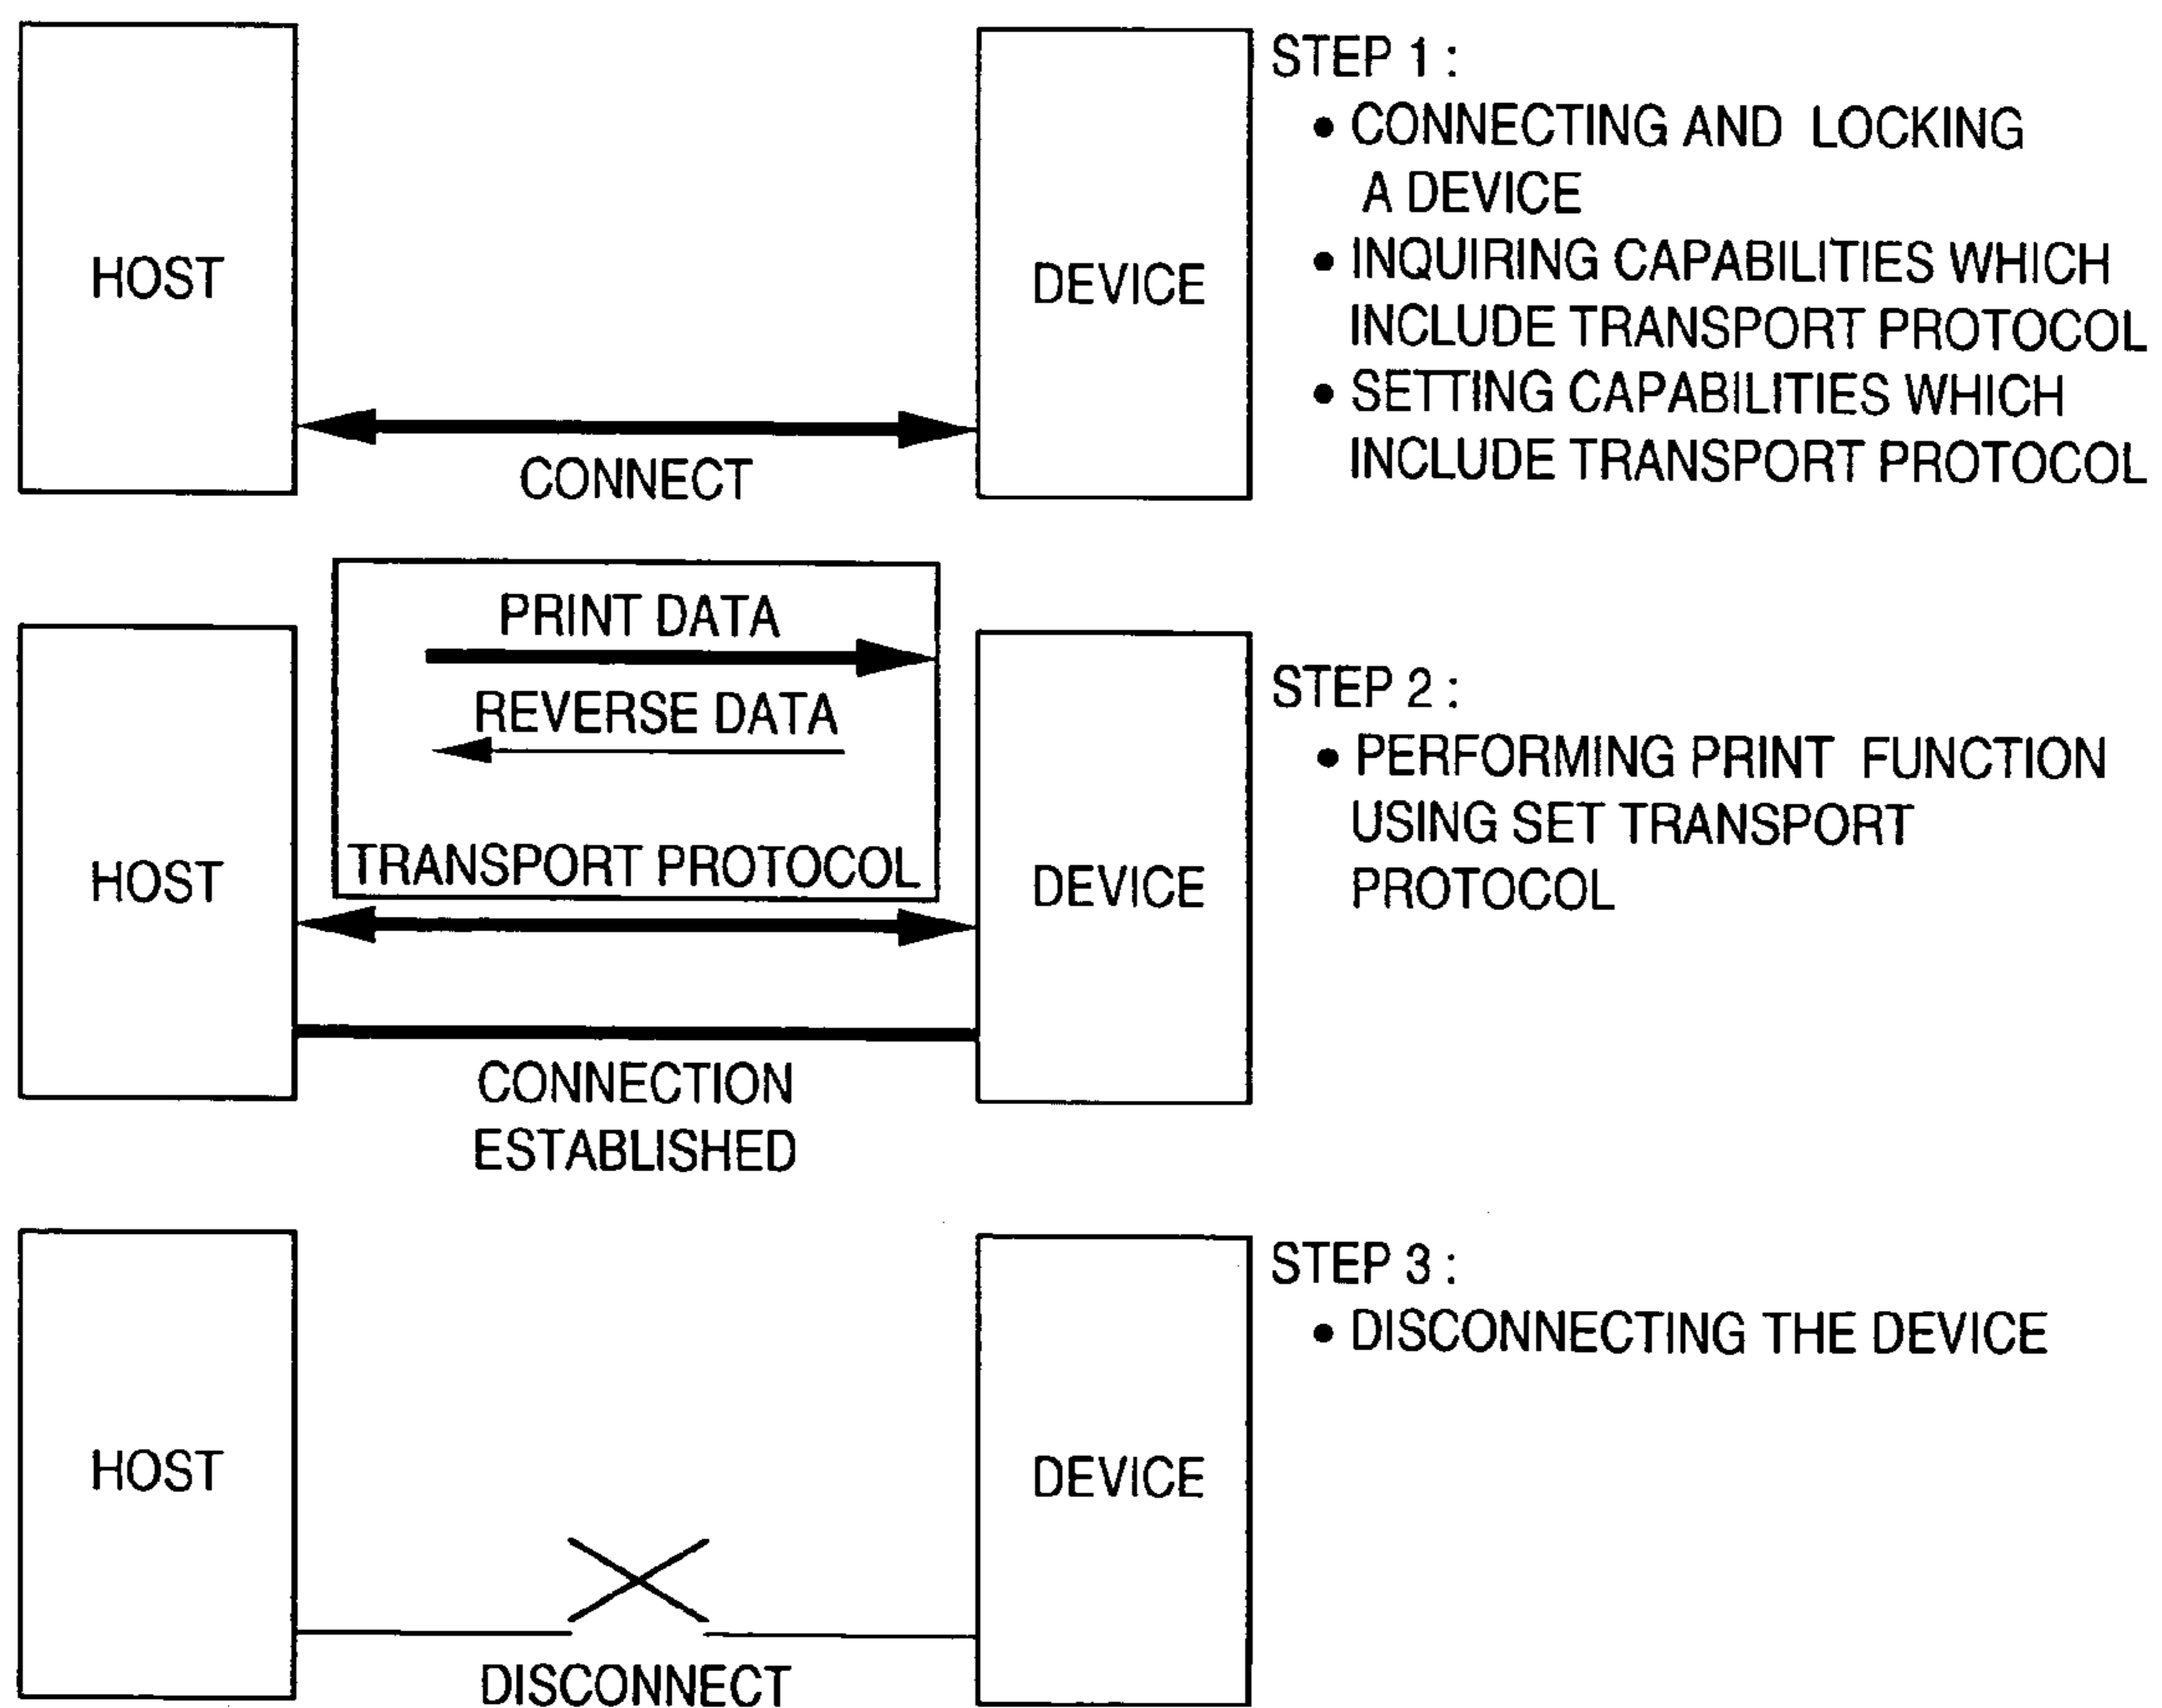 HOST
DEVICE
CONNECT
STEP 1 :
• CONNECTING AND LOCKING
A DEVICE
• INQUIRING CAPABILITIES WHICH
INCLUDE TRANSPORT PROTOCOL
• SETTING CAPABILITIES WHICH
INCLUDE TRANSPORT PROTOCOL
HOST
PRINT DATA
REVERSE DATA
TRANSPORT PROTOCOL
DEVICE
CONNECTION
ESTABLISHED
STEP 2 :
• PERFORMING PRINT FUNCTION
USING SET TRANSPORT
PROTOCOL
HOST
DEVICE
DISCONNECT
STEP 3 :
• DISCONNECTING THE DEVICE